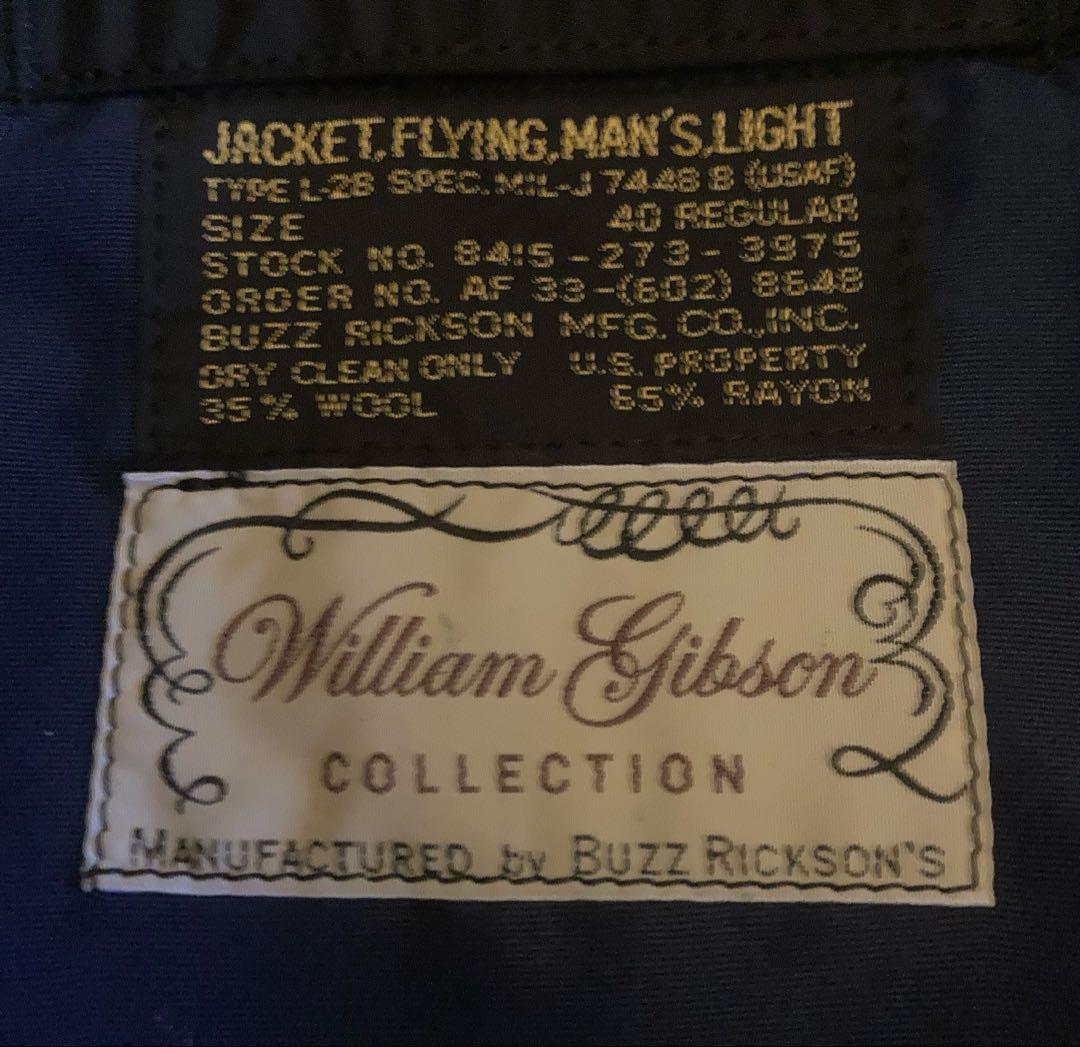 JACKET, FLYING, MAN'S, LIGHT
TYPE L-2B SPEC. MIL-J 7448 B (USAF)
SIZE 40 REGULAR
STOCK NO. 8415-273-3975
ORDER NO. AF 33-(602) 8648
BUZZ RICKSON MFG. CO., INC.
DRY CLEAN ONLY U.S. PROPERTY
35% WOOL 65% RAYON
William Gibson
COLLECTION
MANUFACTURED by BUZZ RICKSON'S